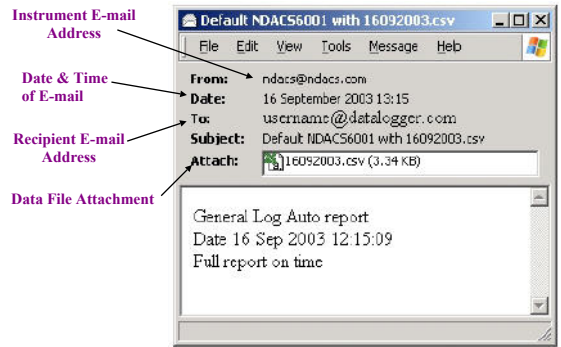 Instrument E-mail
Address
Date & Time
of E-mail
Recipient E-mail
Address
Data File Attachment
Default NDACS6001 with 16092003.csv
File Edit View Tools Message Help
From: ndacs@ndacs.com
Date: 16 September 2003 13:15
To: username@datalogger.com
Subject: Default NDACS6001 with 16092003.csv
Attach: 16092003.csv (3.34 KB)
General Log Auto report
Date 16 Sep 2003 12:15:09
Full report on time